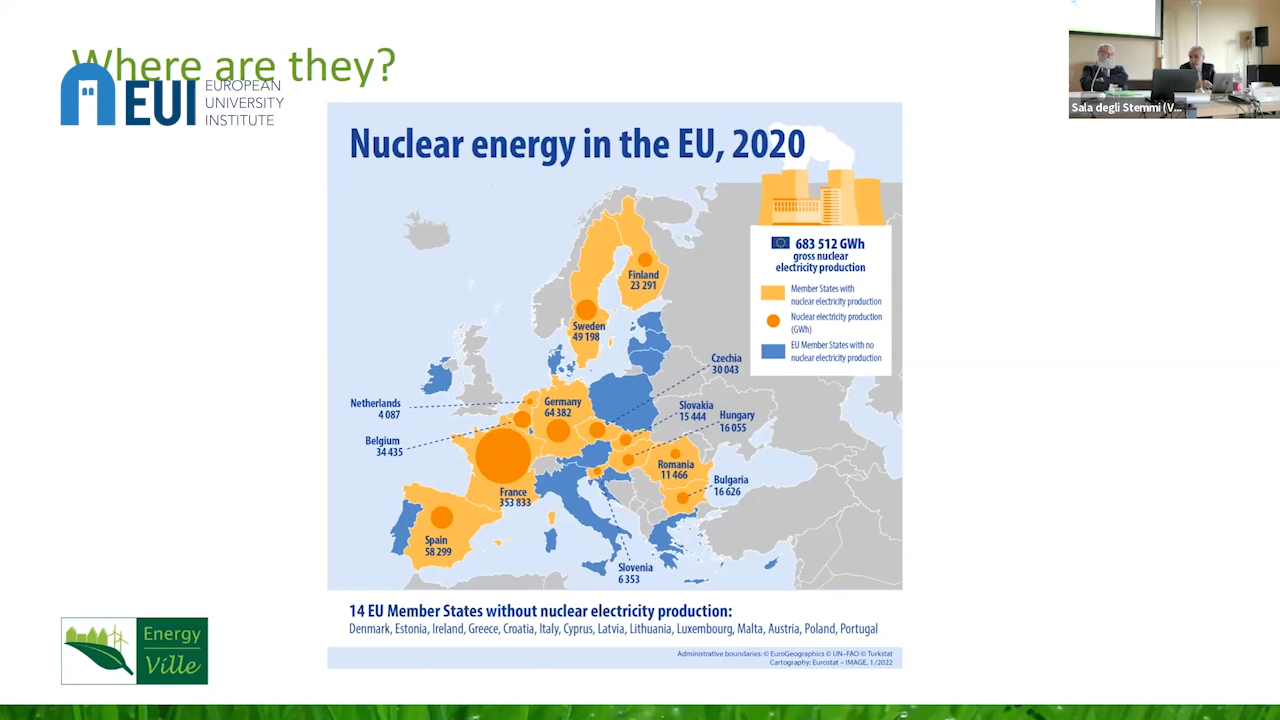 Where are they?
EUI
EUROPEAN
UNIVERSITY
INSTITUTE
Sala degli Stemmi (V...
Nuclear energy in the EU, 2020
683 512 GWh
gross nuclear
electricity production
Member States with
nuclear electricity production
Nuclear electricity production
(GWh)
EU Member States with no
nuclear electricity production
Finland
23 291
Sweden
49 198
Czechia
30 043
Netherlands
4 087
Germany
64 382
Slovakia
15 444
Hungary
16 055
Belgium
34 435
Romania
11 466
Bulgaria
16 626
France
353 833
Spain
58 299
Slovenia
6 353
14 EU Member States without nuclear electricity production:
Denmark, Estonia, Ireland, Greece, Croatia, Italy, Cyprus, Latvia, Lithuania, Luxembourg, Malta, Austria, Poland, Portugal
Administrative boundaries: © EuroGeographics © UN–FAO © Turkstat
Cartography: Eurostat – IMAGE, 1/2022
Energy
Ville